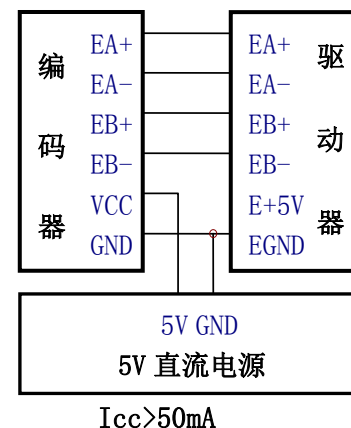 编码器
EA+
EA-
EB+
EB-
VCC
GND
EA+
EA-
EB+
EB-
E+5V
EGND
驱动器
5V GND
5V 直流电源
Icc>50mA